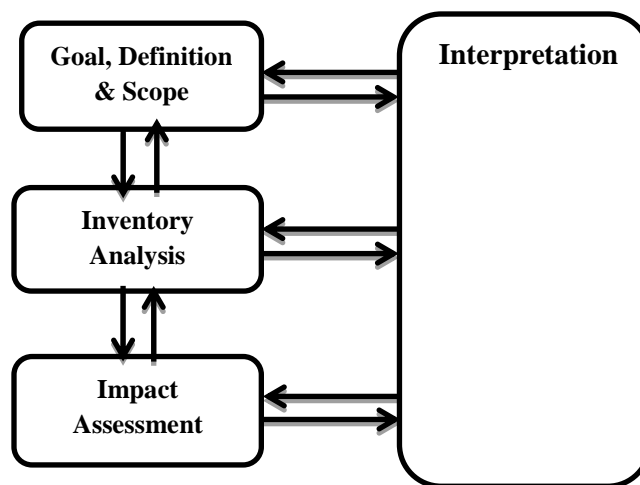 Goal, Definition
& Scope
Interpretation
Inventory
Analysis
Impact
Assessment